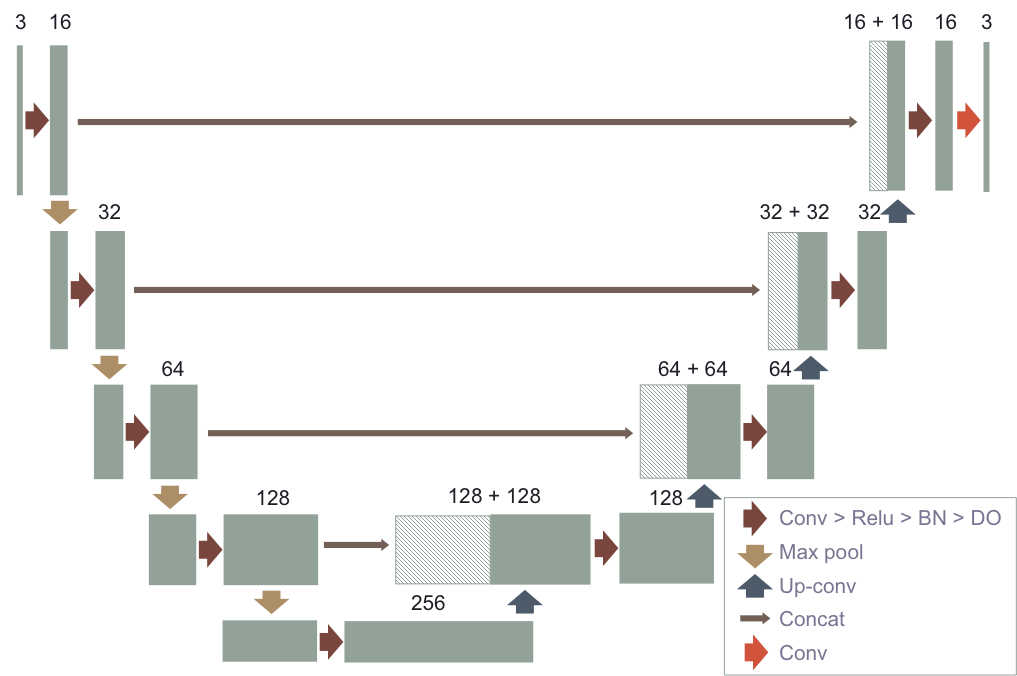 3 16 16 + 16 16 3
32 32 + 32 32
64 64 + 64 64
128 128 + 128 128
256
Conv > Relu > BN > DO
Max pool
Up-conv
Concat
Conv